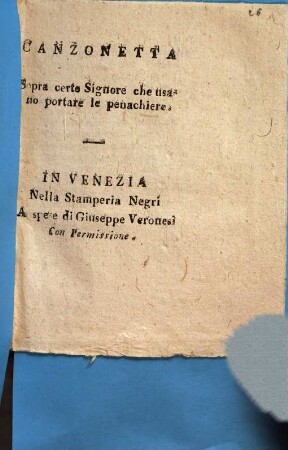 26
CANZONETTA
Sopra certe Signore che usa-
no portare le penachiere.
IN VENEZIA
Nella Stamperia Negri
A spese di Giuseppe Veronesi
Con Permissione.